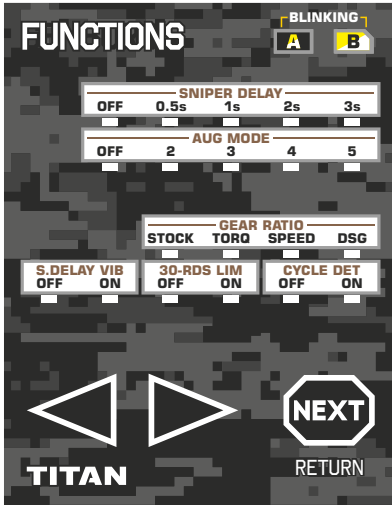 BLINKING
FUNCTIONS A B
SNIPER DELAY
OFF 0.5s 1s 2s 3s
AUG MODE
OFF 2 3 4 5
GEAR RATIO
STOCK TORQ SPEED DSG
S.DELAY VIB 30-RDS LIM CYCLE DET
OFF ON OFF ON OFF ON
NEXT
TITAN RETURN